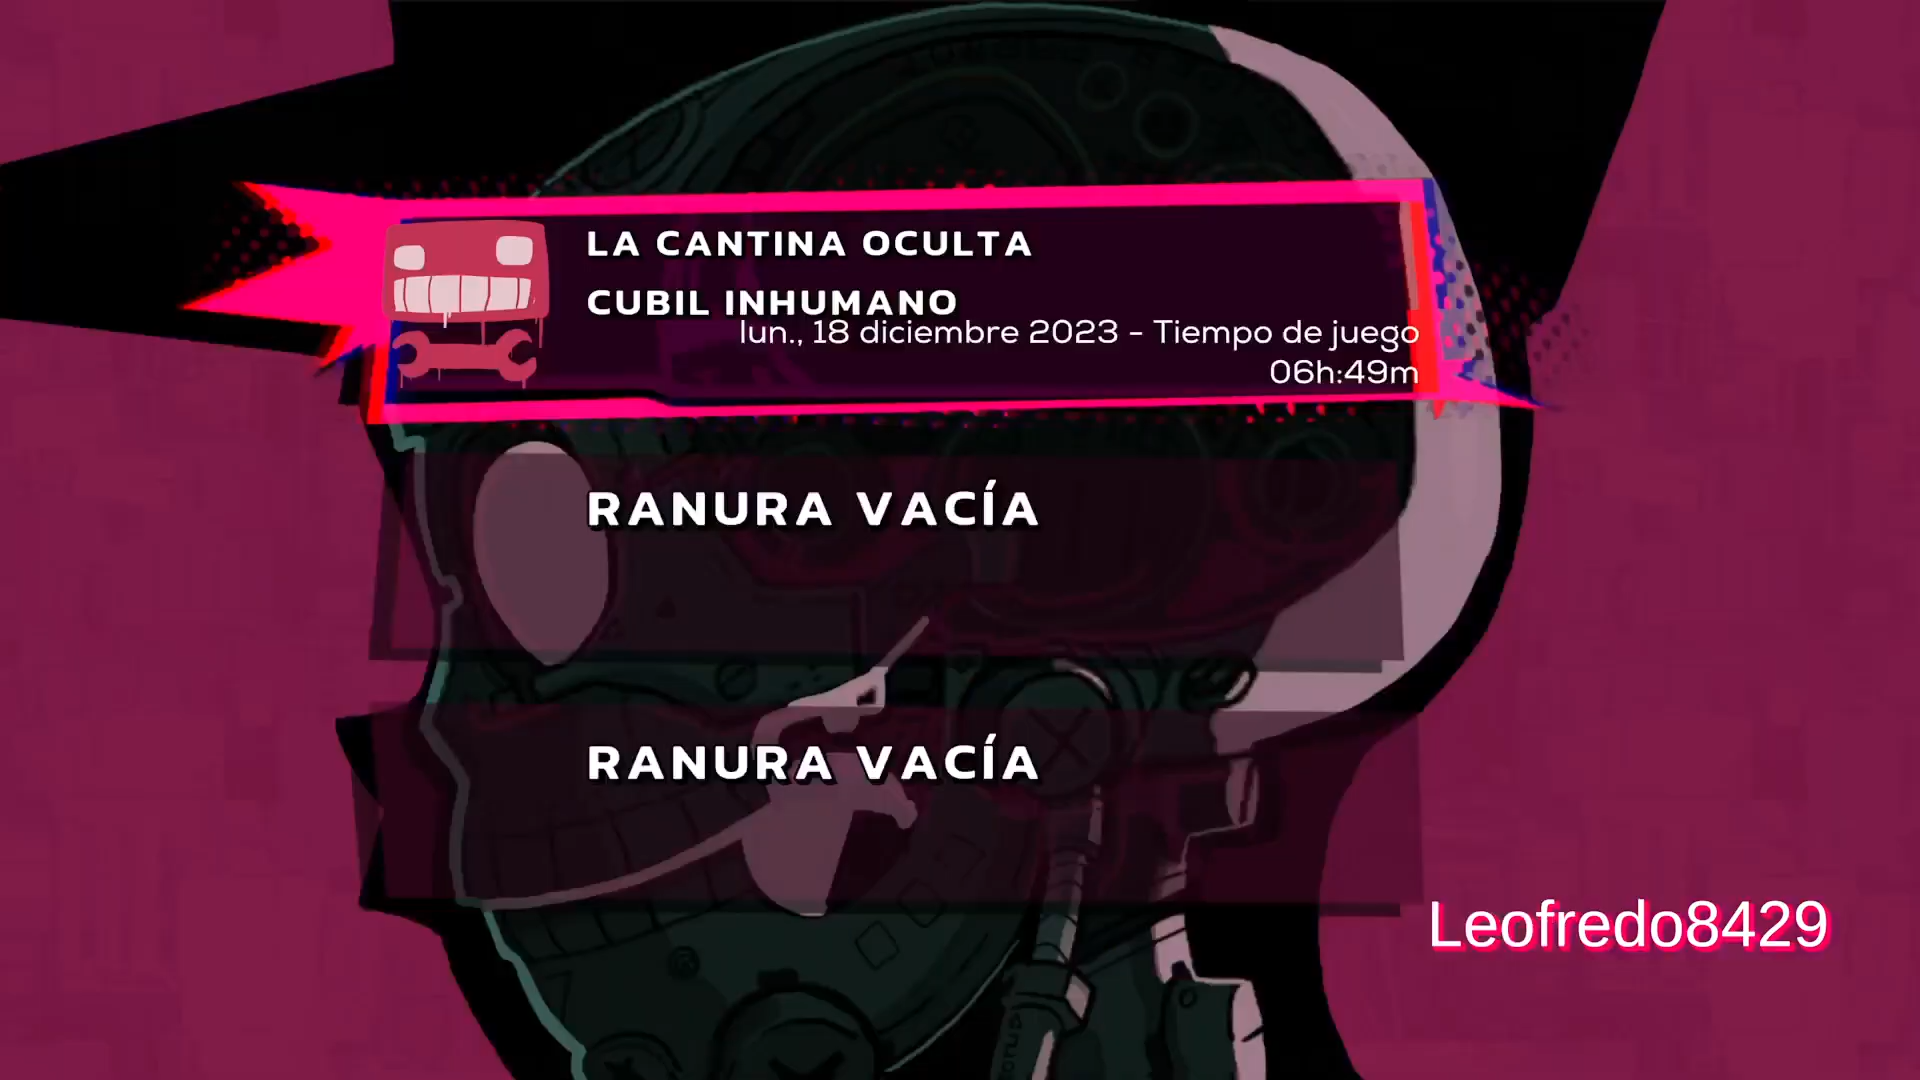 LA CANTINA OCULTA
CUBIL INHUMANO
lun., 18 diciembre 2023 - Tiempo de juego
06h:49m
RANURA VACÍA
RANURA VACÍA
Leofredo8429